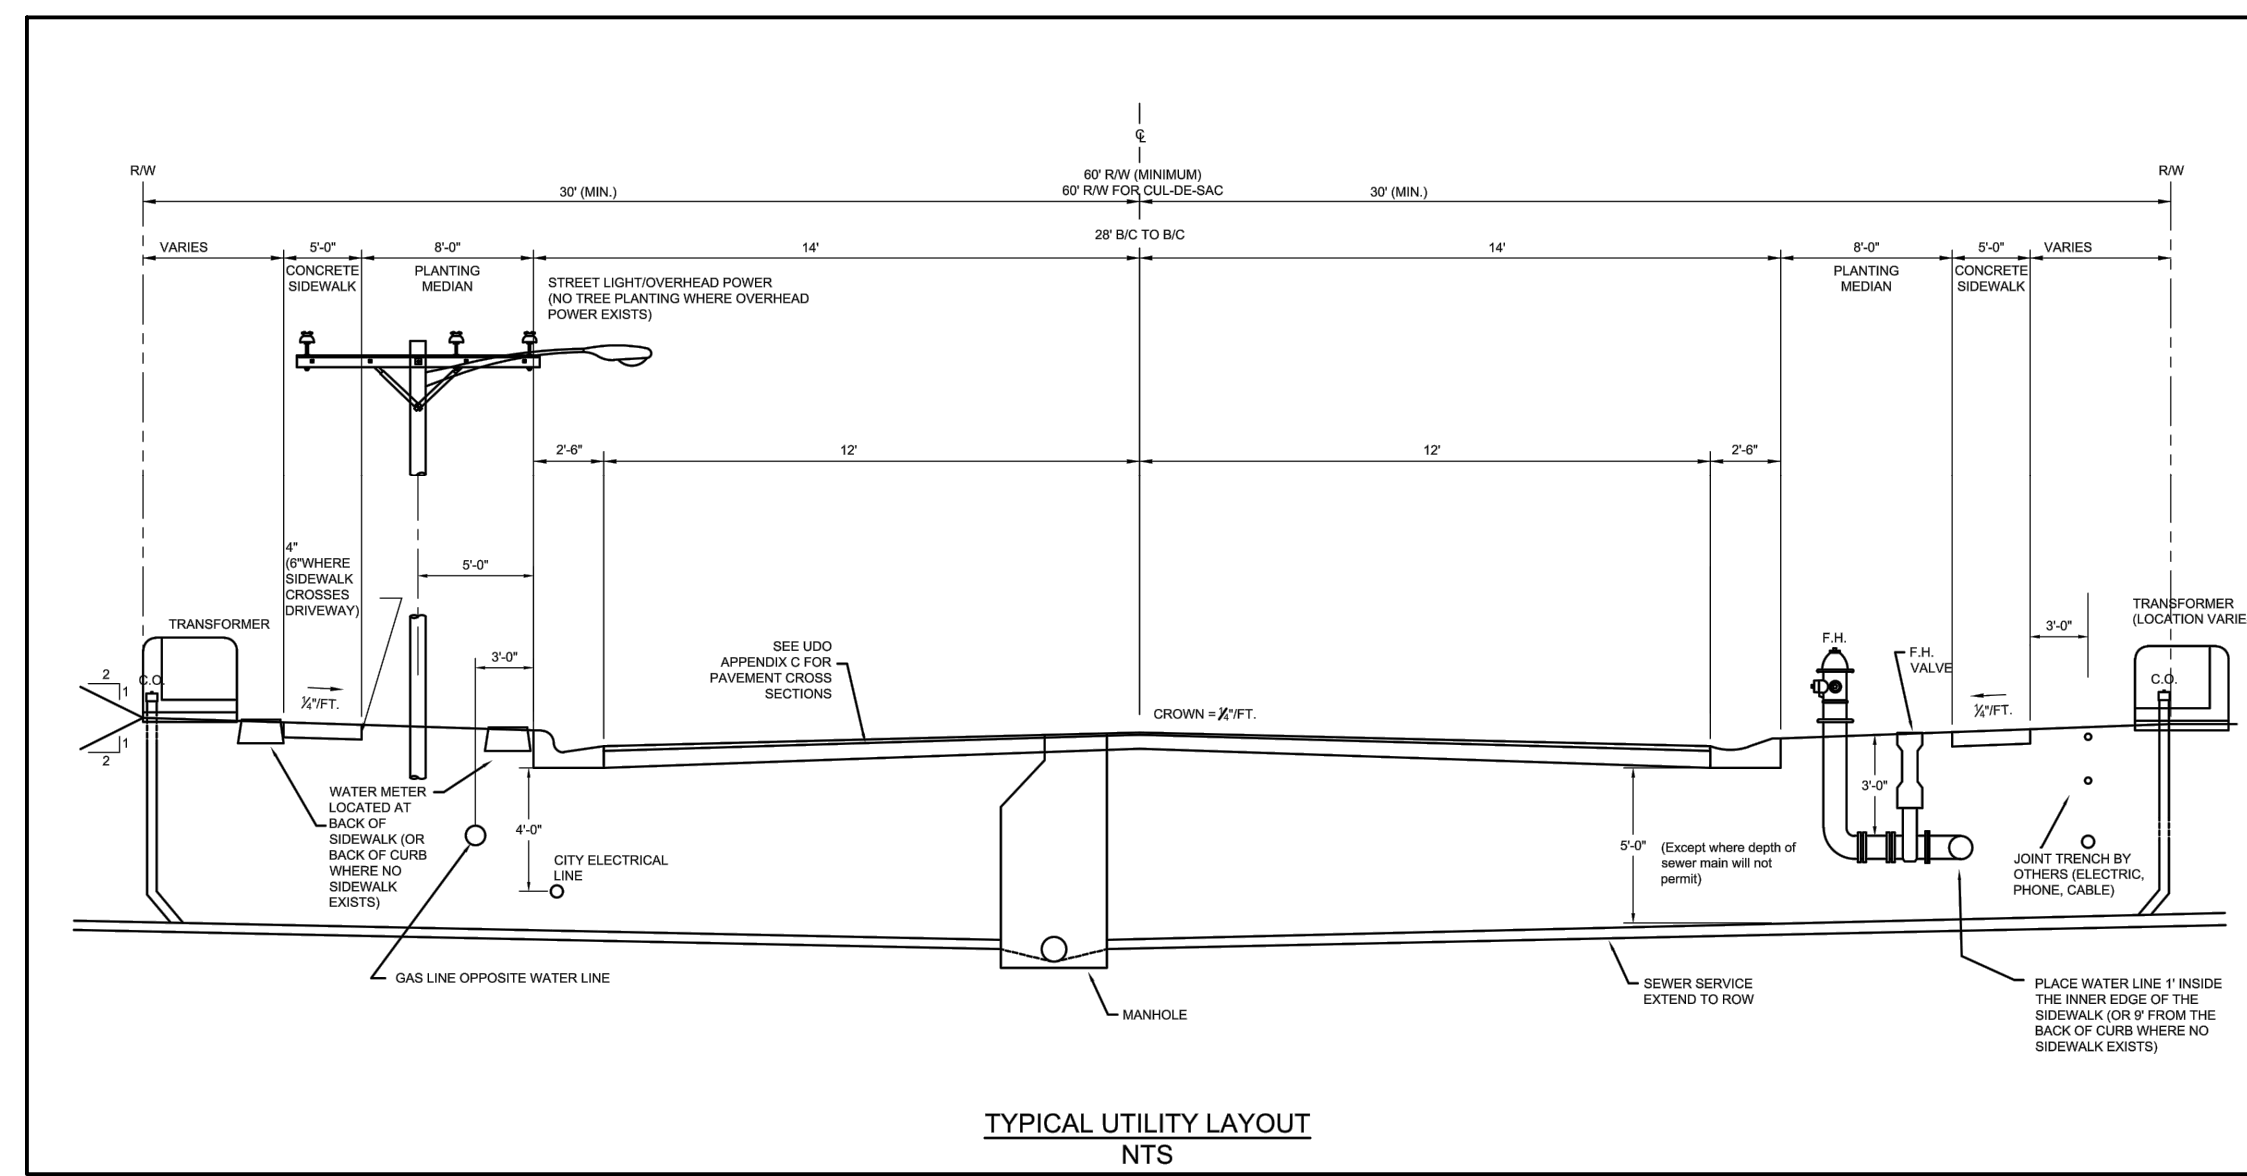 ℄
R/W
60' R/W (MINIMUM)
R/W
30' (MIN.)
60' R/W FOR CUL-DE-SAC
30' (MIN.)
28' B/C TO B/C
VARIES
5'-0"
8'-0"
14'
14'
8'-0"
5'-0"
VARIES
CONCRETE
SIDEWALK
PLANTING
MEDIAN
STREET LIGHT/OVERHEAD POWER
(NO TREE PLANTING WHERE OVERHEAD
POWER EXISTS)
PLANTING
MEDIAN
CONCRETE
SIDEWALK
2'-6"
12'
12'
2'-6"
4"
(6"WHERE
SIDEWALK
CROSSES
DRIVEWAY)
5'-0"
TRANSFORMER
3'-0"
SEE UDO
APPENDIX C FOR
PAVEMENT CROSS
SECTIONS
F.H.
F.H.
VALVE
3'-0"
TRANSFORMER
(LOCATION VARIE
2
1
C.O.
¼"/FT.
CROWN = ¼"/FT.
¼"/FT.
C.O.
1
2
WATER METER
LOCATED AT
BACK OF
SIDEWALK (OR
BACK OF CURB
WHERE NO
SIDEWALK
EXISTS)
4'-0"
CITY ELECTRICAL
LINE
5'-0"
(Except where depth of
sewer main will not
permit)
3'-0"
JOINT TRENCH BY
OTHERS (ELECTRIC,
PHONE, CABLE)
GAS LINE OPPOSITE WATER LINE
MANHOLE
SEWER SERVICE
EXTEND TO ROW
PLACE WATER LINE 1' INSIDE
THE INNER EDGE OF THE
SIDEWALK (OR 9' FROM THE
BACK OF CURB WHERE NO
SIDEWALK EXISTS)
TYPICAL UTILITY LAYOUT
NTS